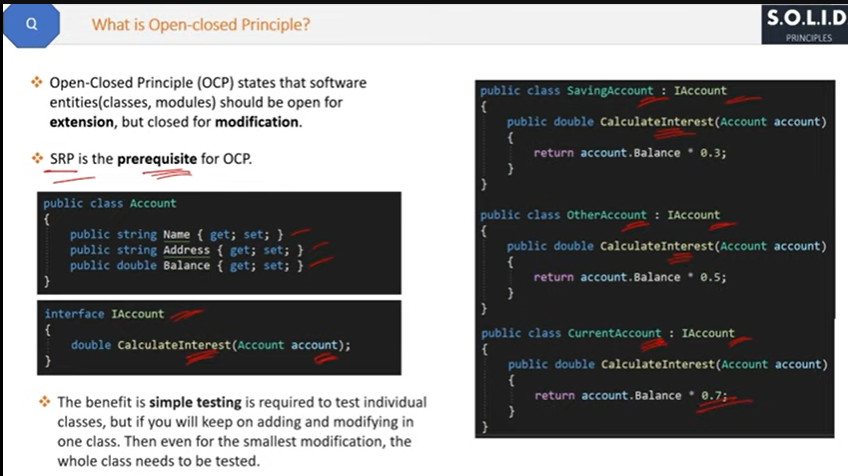 Q
What is Open-closed Principle?
S.O.L.I.D
PRINCIPLES
❖ Open-Closed Principle (OCP) states that software
entities(classes, modules) should be open for
extension, but closed for modification.
❖ SRP is the prerequisite for OCP.
public class Account
{
public string Name { get; set; }
public string Address { get; set; }
public double Balance { get; set; }
}
interface IAccount
{
double CalculateInterest(Account account);
}
❖ The benefit is simple testing is required to test individual
classes, but if you will keep on adding and modifying in
one class. Then even for the smallest modification, the
whole class needs to be tested.
public class SavingAccount : IAccount
{
public double CalculateInterest(Account account)
{
return account.Balance * 0.3;
}
}
public class OtherAccount : IAccount
{
public double CalculateInterest(Account account)
{
return account.Balance * 0.5;
}
}
public class CurrentAccount : IAccount
{
public double CalculateInterest(Account account)
{
return account.Balance * 0.7;
}
}